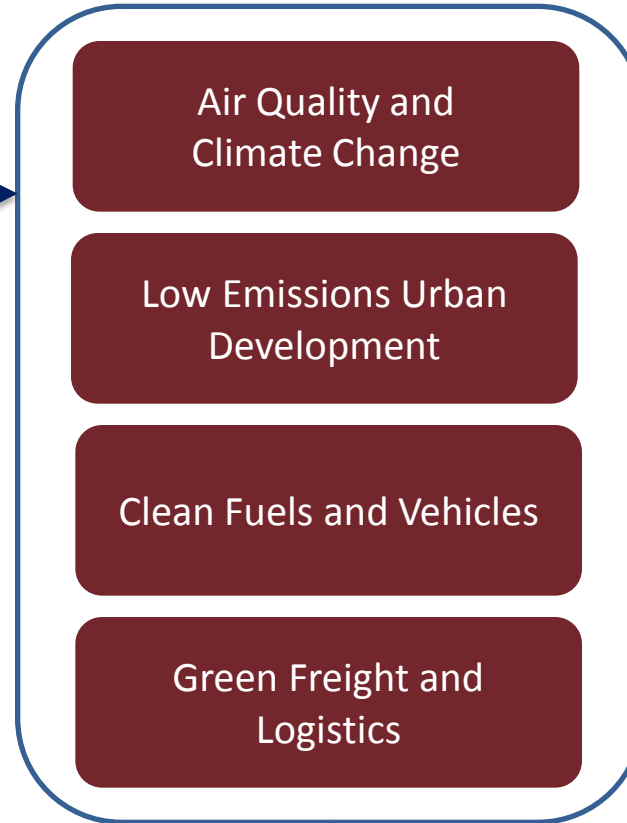 Air Quality and
Climate Change
Low Emissions Urban
Development
Clean Fuels and Vehicles
Green Freight and
Logistics